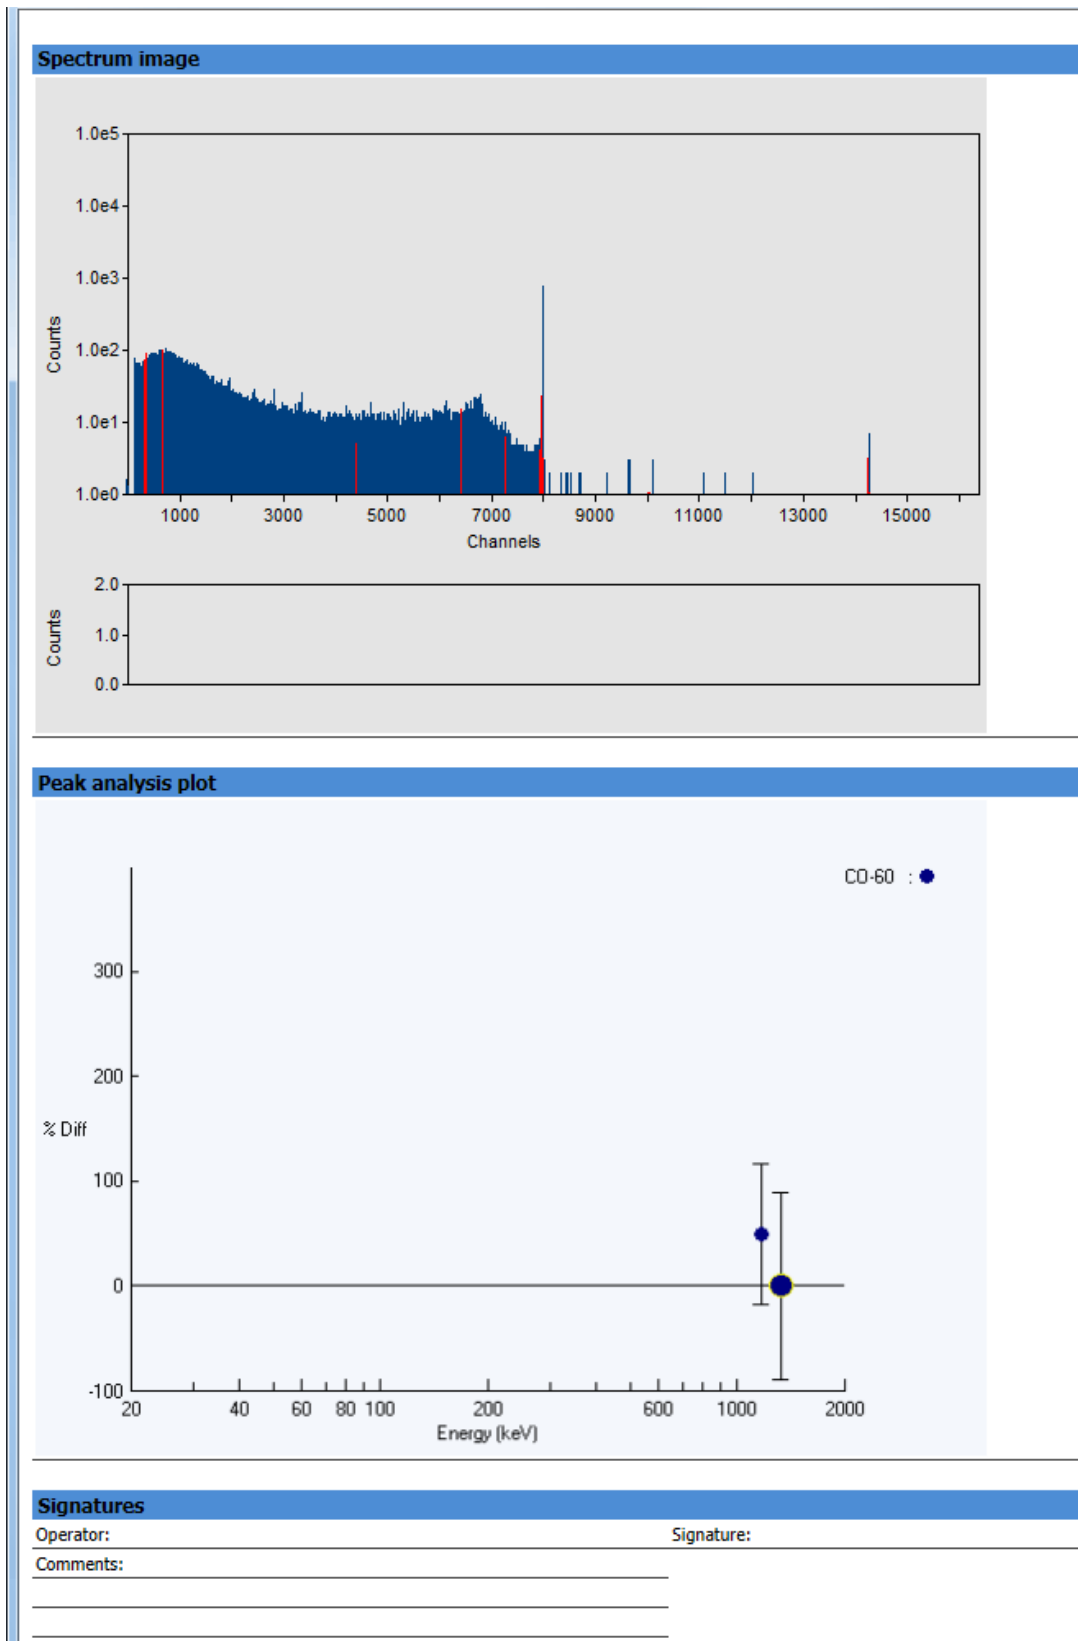 Spectrum image
1.0e5
1.0e4
1.0e3
1.0e2
1.0e1
1.0e0
Counts
1000 3000 5000 7000 9000 11000 13000 15000
Channels
2.0
1.0
0.0
Counts
Peak analysis plot
CO-60 :
300
200
% Diff
100
0
-100
20 40 60 80 100 200 600 1000 2000
Energy (keV)
Signatures
Operator: Signature:
Comments: